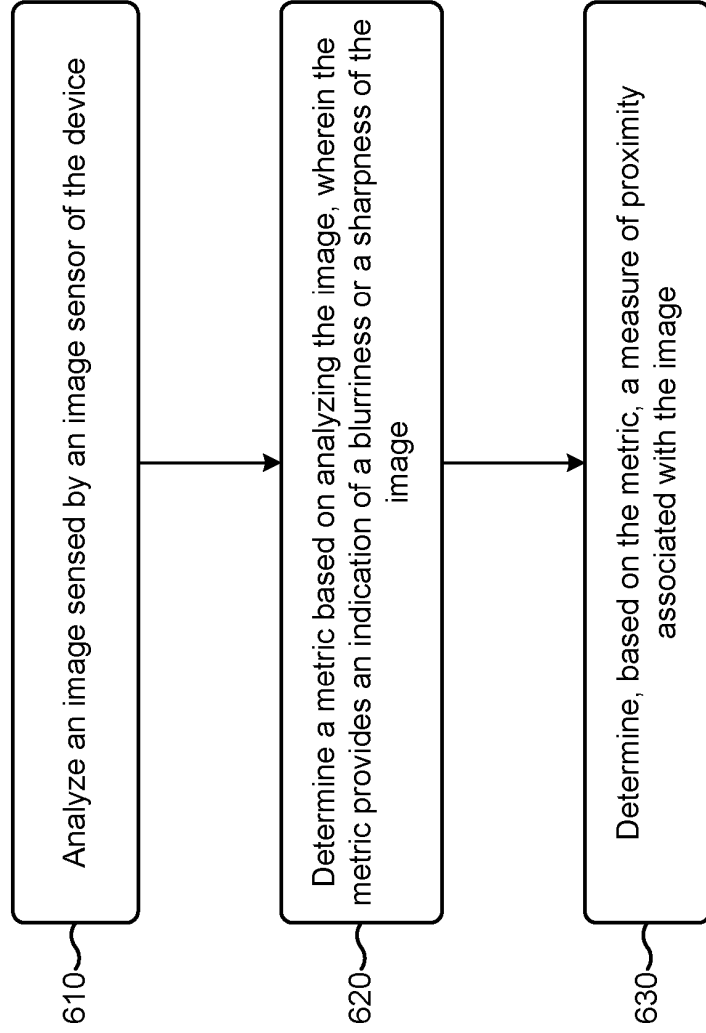 610
Analyze an image sensed by an image sensor of the device
620
Determine a metric based on analyzing the image, wherein the
metric provides an indication of a blurriness or a sharpness of the
image
630
Determine, based on the metric, a measure of proximity
associated with the image